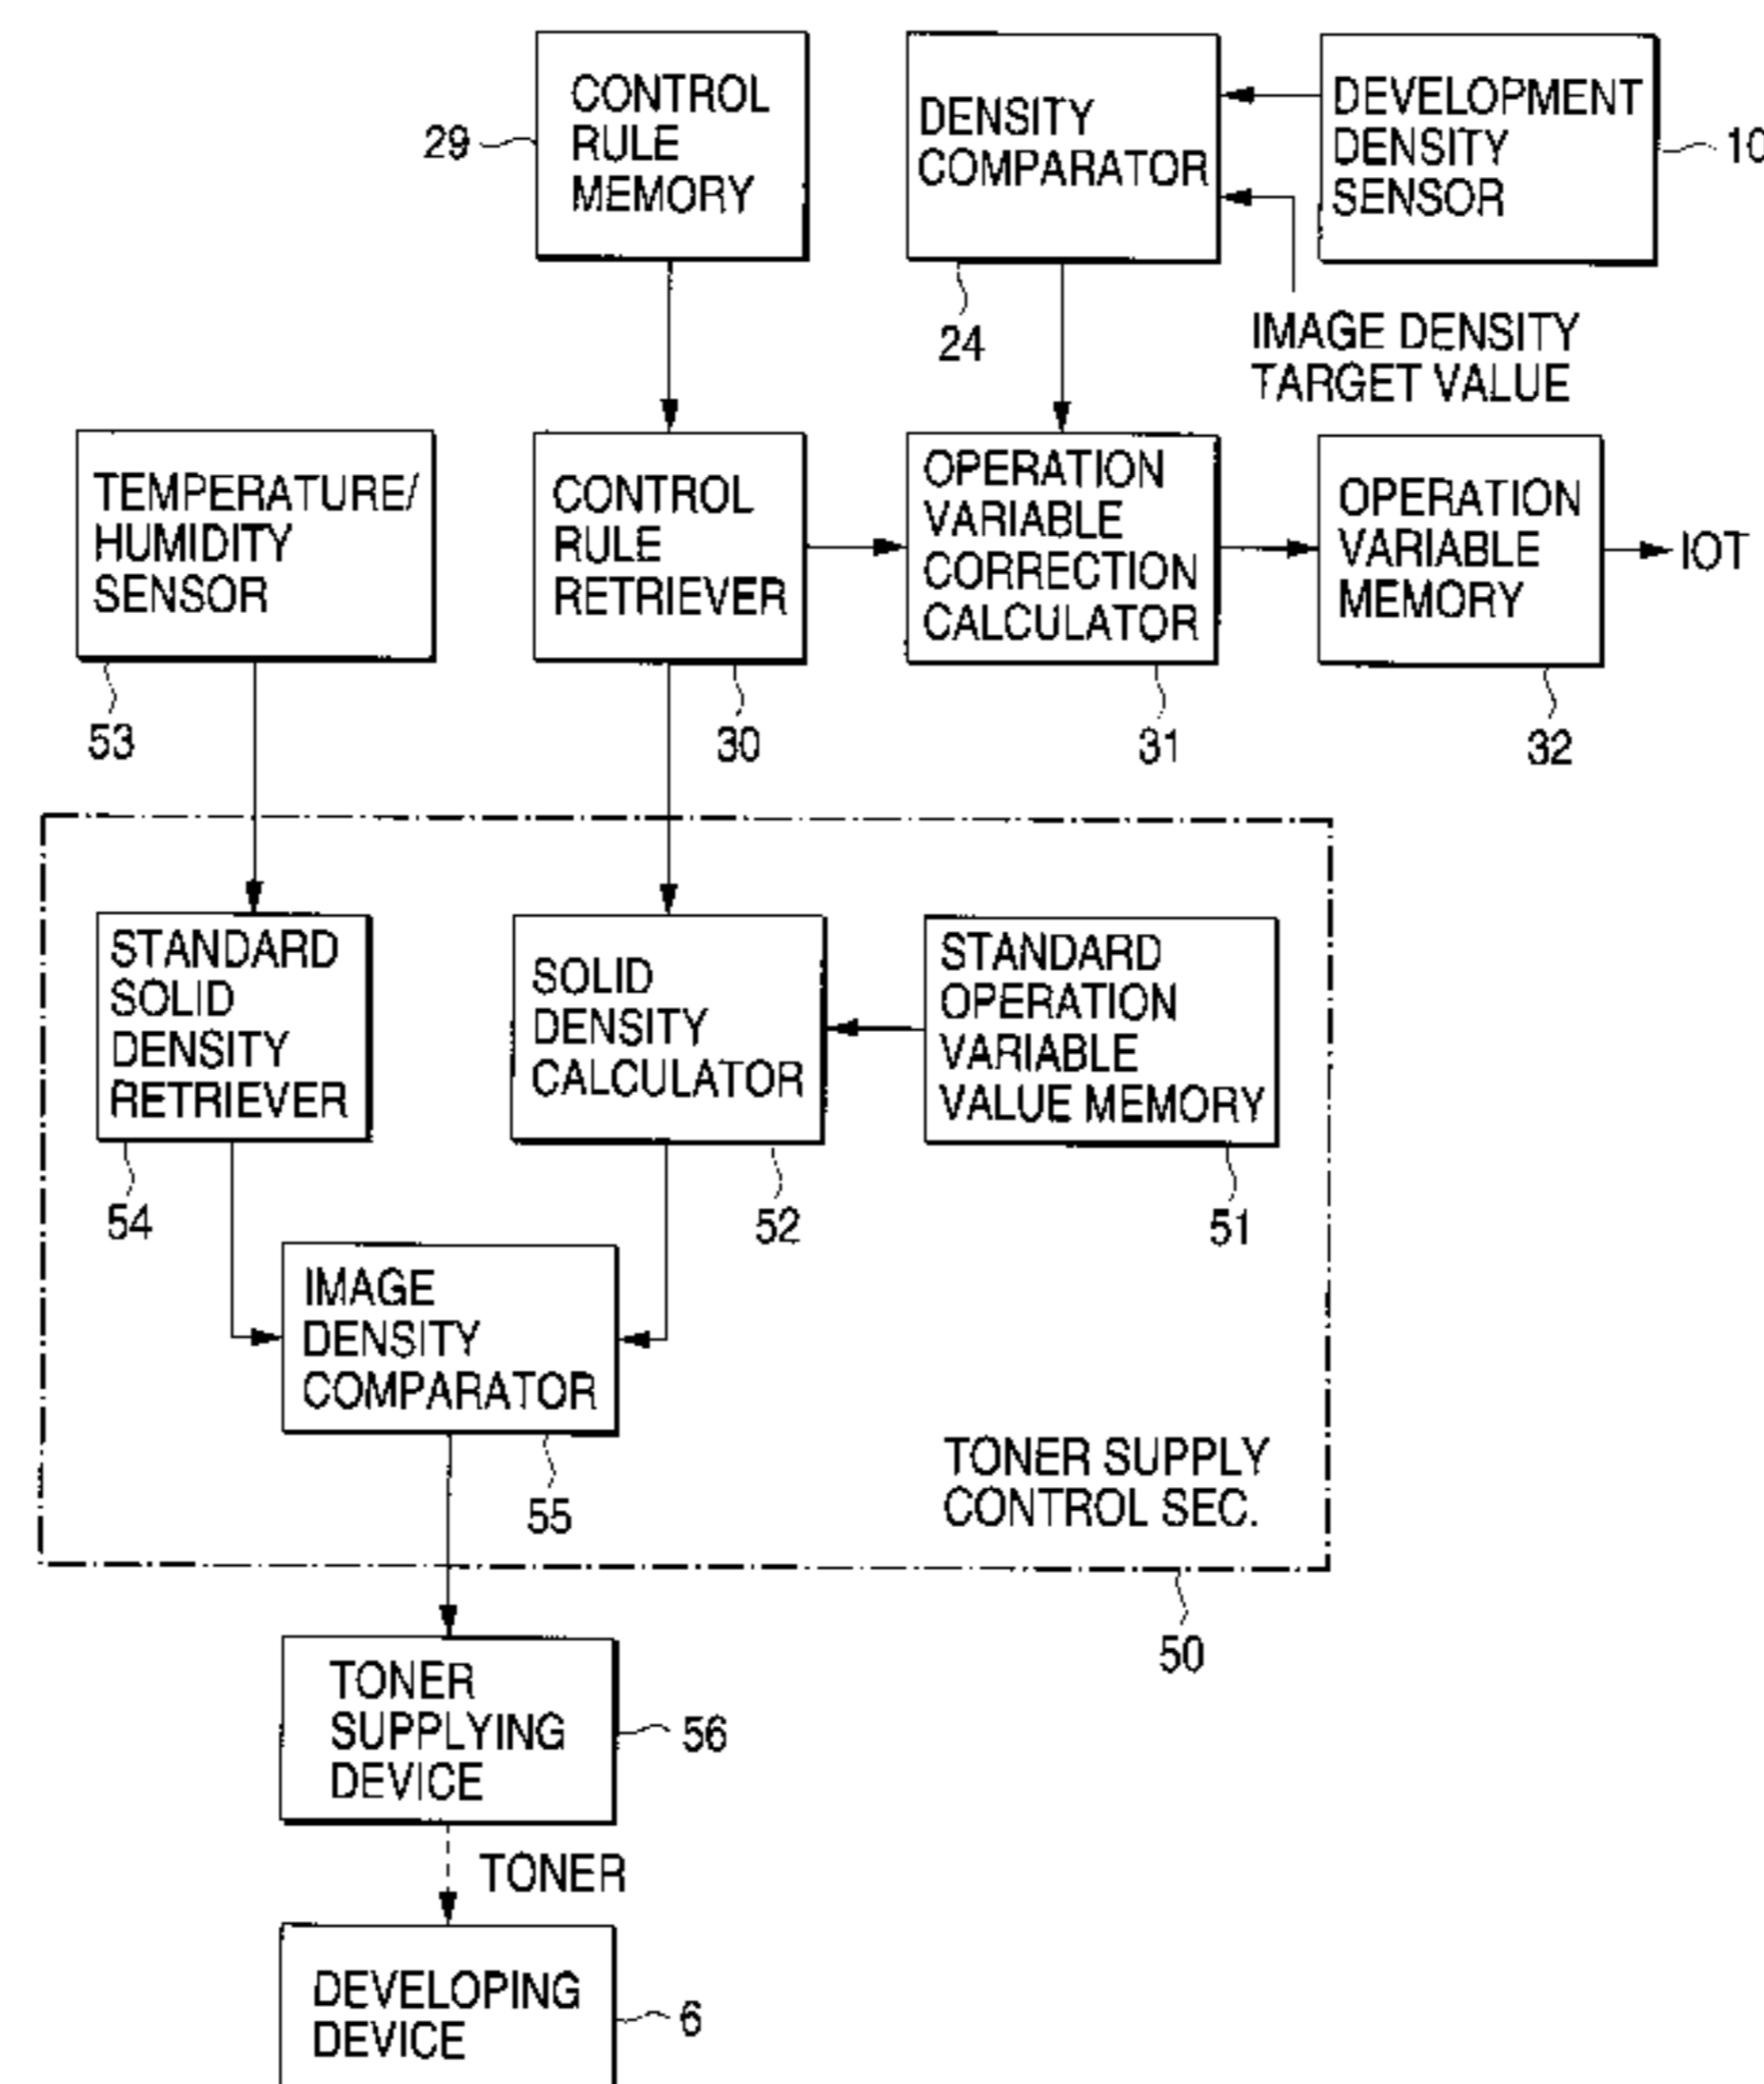 CONTROL
RULE
MEMORY
29
DENSITY
COMPARATOR
24
DEVELOPMENT
DENSITY
SENSOR
10
IMAGE DENSITY
TARGET VALUE
TEMPERATURE/
HUMIDITY
SENSOR
53
CONTROL
RULE
RETRIEVER
30
OPERATION
VARIABLE
CORRECTION
CALCULATOR
31
OPERATION
VARIABLE
MEMORY
32
IOT
STANDARD
SOLID
DENSITY
RETRIEVER
54
SOLID
DENSITY
CALCULATOR
52
STANDARD
OPERATION
VARIABLE
VALUE MEMORY
51
IMAGE
DENSITY
COMPARATOR
55
TONER SUPPLY
CONTROL SEC.
50
TONER
SUPPLYING
DEVICE
56
TONER
DEVELOPING
DEVICE
6